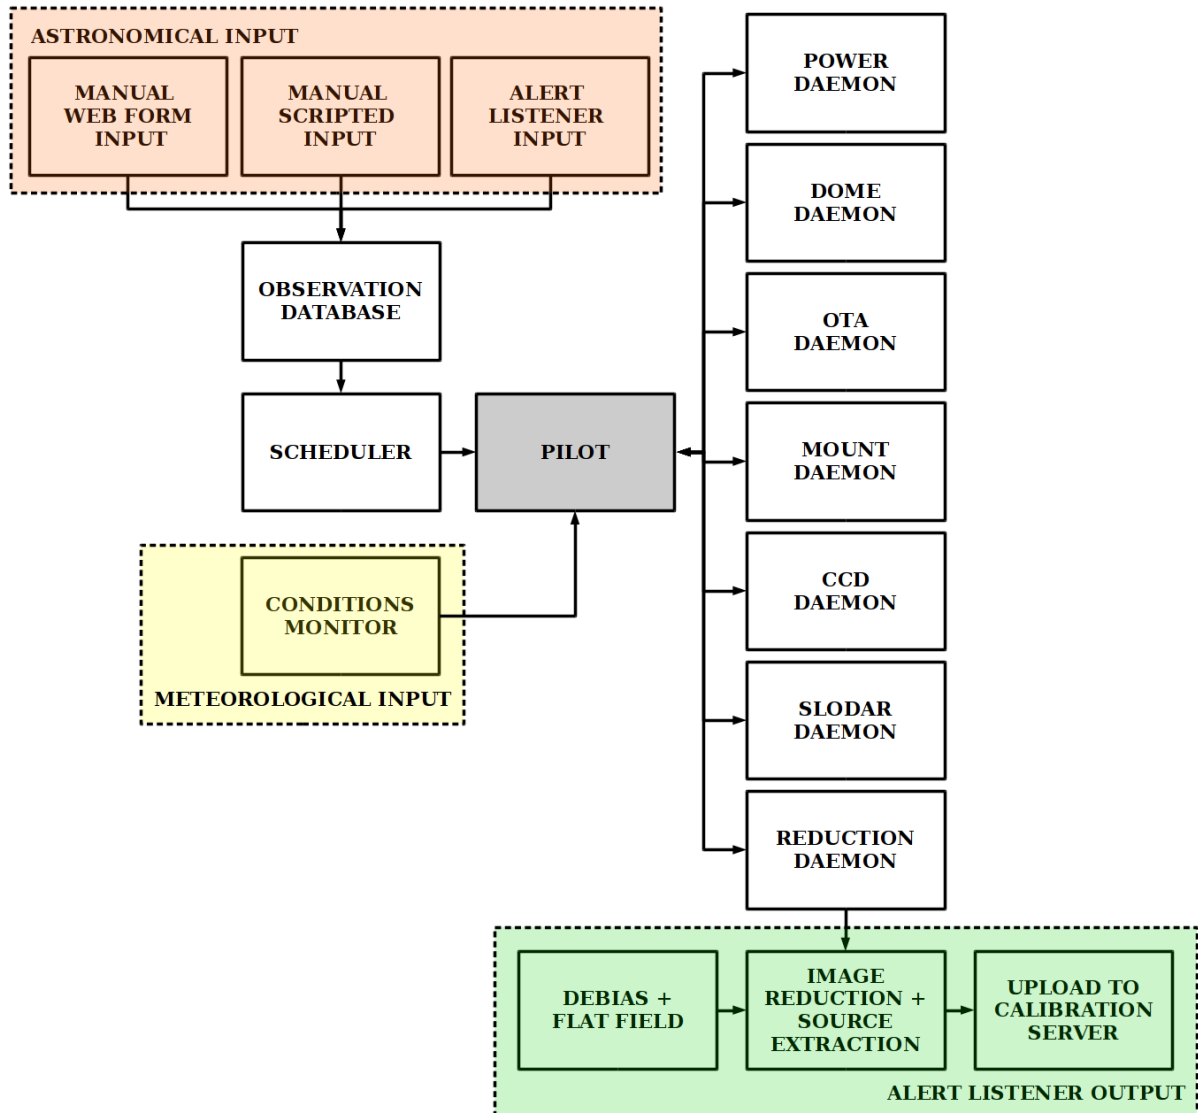 ASTRONOMICAL INPUT
MANUAL
WEB FORM
INPUT
MANUAL
SCRIPTED
INPUT
ALERT
LISTENER
INPUT
OBSERVATION
DATABASE
SCHEDULER
PILOT
CONDITIONS
MONITOR
METEOROLOGICAL INPUT
POWER
DAEMON
DOME
DAEMON
OTA
DAEMON
MOUNT
DAEMON
CCD
DAEMON
SLODAR
DAEMON
REDUCTION
DAEMON
DEBIAS +
FLAT FIELD
IMAGE
REDUCTION +
SOURCE
EXTRACTION
UPLOAD TO
CALIBRATION
SERVER
ALERT LISTENER OUTPUT